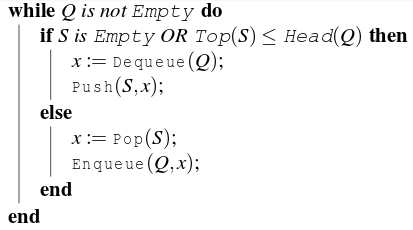 while Q is not Empty do
if S is Empty OR Top(S) ≤ Head(Q) then
x := Dequeue(Q);
Push(S,x);
else
x := Pop(S);
Enqueue(Q,x);
end
end